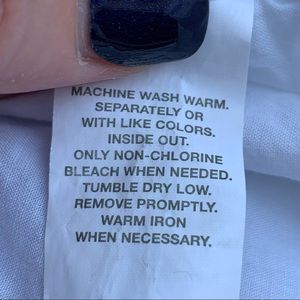 MACHINE WASH WARM.
SEPARATELY OR
WITH LIKE COLORS.
INSIDE OUT.
ONLY NON-CHLORINE
BLEACH WHEN NEEDED.
TUMBLE DRY LOW.
REMOVE PROMPTLY.
WARM IRON
WHEN NECESSARY.